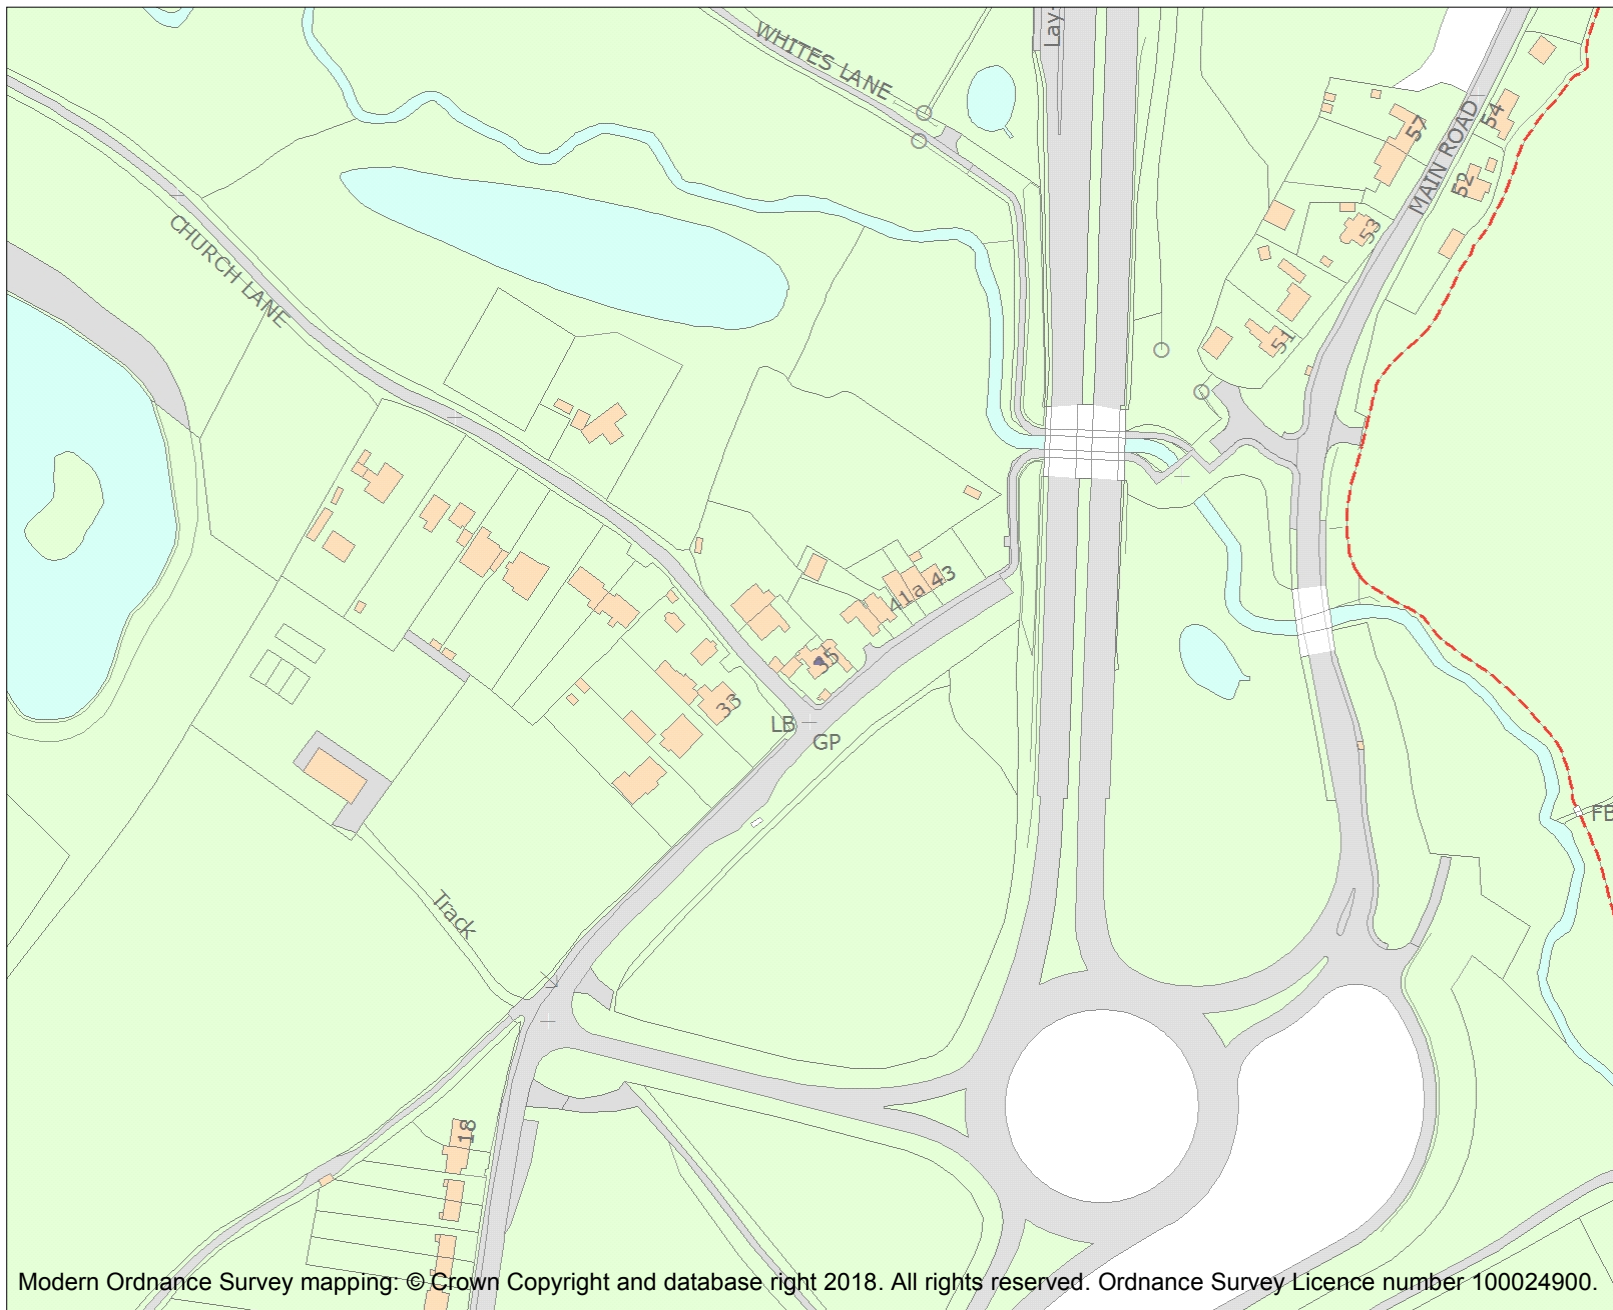 Lay-
WHITES LANE
MAIN ROAD
57
54
52
53
51
CHURCH LANE
41a 43
35
33
LB
GP
FB
Track
18
Modern Ordnance Survey mapping: © Crown Copyright and database right 2018. All rights reserved. Ordnance Survey Licence number 100024900.